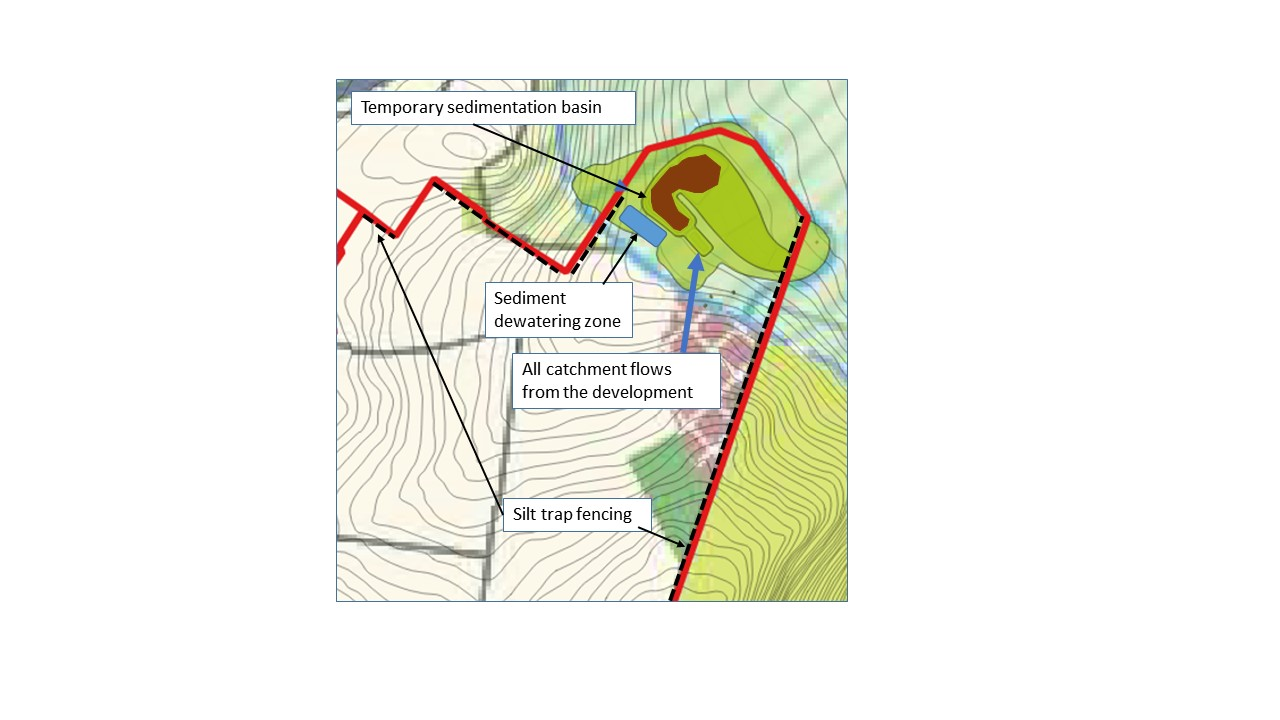 Temporary sedimentation basin
Sediment
dewatering zone
All catchment flows
from the development
Silt trap fencing